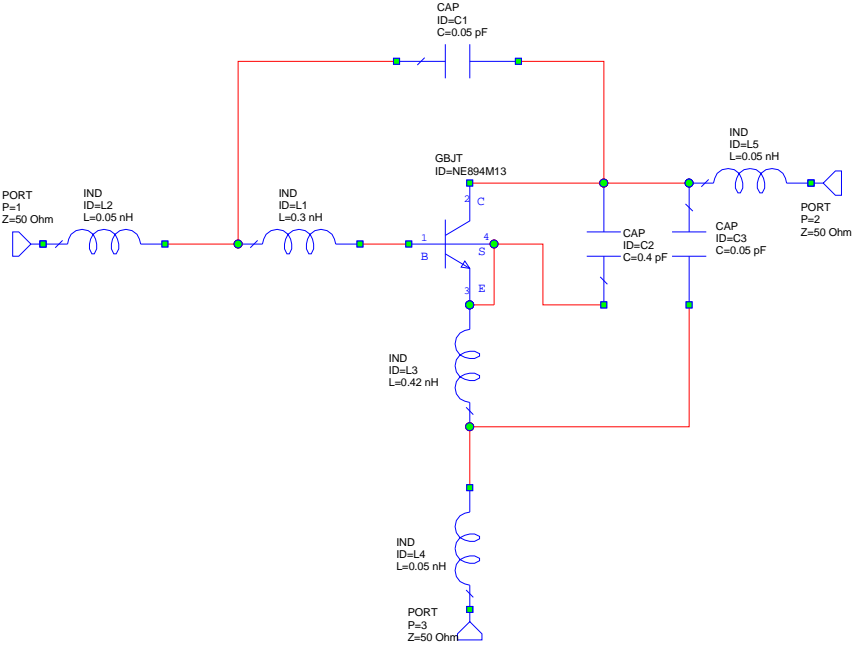 CAP
ID=C1
C=0.05 pF
IND
ID=L5
L=0.05 nH
GBJT
ID=NE894M13
PORT
P=1
Z=50 Ohm
IND
ID=L2
L=0.05 nH
IND
ID=L1
L=0.3 nH
2
C
1
B
4
S
3
E
CAP
ID=C2
C=0.4 pF
CAP
ID=C3
C=0.05 pF
PORT
P=2
Z=50 Ohm
IND
ID=L3
L=0.42 nH
IND
ID=L4
L=0.05 nH
PORT
P=3
Z=50 Ohm